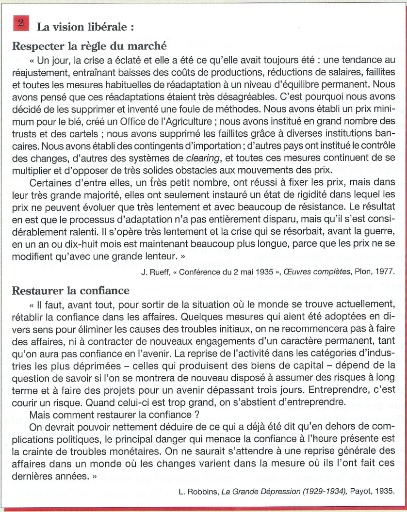 2 La vision libérale :
Respecter la règle du marché
« Un jour, la crise a éclaté et elle a été ce qu'elle avait toujours été : une tendance au
réajustement, entraînant baisses des coûts de productions, réductions de salaires, faillites
et toutes les mesures habituelles de réadaptation à un niveau d'équilibre permanent. Nous
avons pensé que ces réadaptations étaient très désagréables. C'est pourquoi nous avons
décidé de les supprimer et inventé une foule de méthodes. Nous avons établi un prix mini-
mum pour le blé, créé un Office de l'Agriculture ; nous avons institué en grand nombre des
trusts et des cartels ; nous avons supprimé les faillites grâce à diverses institutions ban-
caires. Nous avons établi des contingents d'importation ; d'autres pays ont institué le contrôle
des changes, d'autres des systèmes de clearing, et toutes ces mesures continuent de se
multiplier et d'opposer de très solides obstacles aux mouvements des prix.
Certaines d'entre elles, un très petit nombre, ont réussi à fixer les prix, mais dans
leur très grande majorité, elles ont seulement instauré un état de rigidité dans lequel les
prix ne peuvent évoluer que très lentement et avec beaucoup de résistance. Le résultat
en est que le processus d'adaptation n'a pas entièrement disparu, mais qu'il s'est consi-
dérablement ralenti. Il s'opère très lentement et la crise qui se résorbait, avant la guerre,
en un an ou dix-huit mois est maintenant beaucoup plus longue, parce que les prix ne se
modifient qu'avec une grande lenteur. »
J. Rueff, « Conférence du 2 mai 1935 », Œuvres complètes, Plon, 1977.
Restaurer la confiance
« Il faut, avant tout, pour sortir de la situation où le monde se trouve actuellement,
rétablir la confiance dans les affaires. Quelques mesures qui aient été adoptées en di-
vers sens pour éliminer les causes des troubles initiaux, on ne recommencera pas à faire
des affaires, ni à contracter de nouveaux engagements d'un caractère permanent, tant
qu'on aura pas confiance en l'avenir. La reprise de l'activité dans les catégories d'indus-
tries les plus déprimées – celles qui produisent des biens de capital – dépend de la
question de savoir si l'on se montrera de nouveau disposé à assumer des risques à long
terme et à faire des projets pour un avenir dépassant trois jours. Entreprendre, c'est
courir un risque. Quand celui-ci est trop grand, on s'abstient d'entreprendre.
Mais comment restaurer la confiance ?
On devrait pouvoir nettement déduire de ce qui a déjà été dit qu'en dehors de com-
plications politiques, le principal danger qui menace la confiance à l'heure présente est
la crainte de troubles monétaires. On ne saurait s'attendre à une reprise générale des
affaires dans un monde où les changes varient dans la mesure où ils l'ont fait ces
dernières années. »
L. Robbins, La Grande Dépression (1929-1934), Payot, 1935.